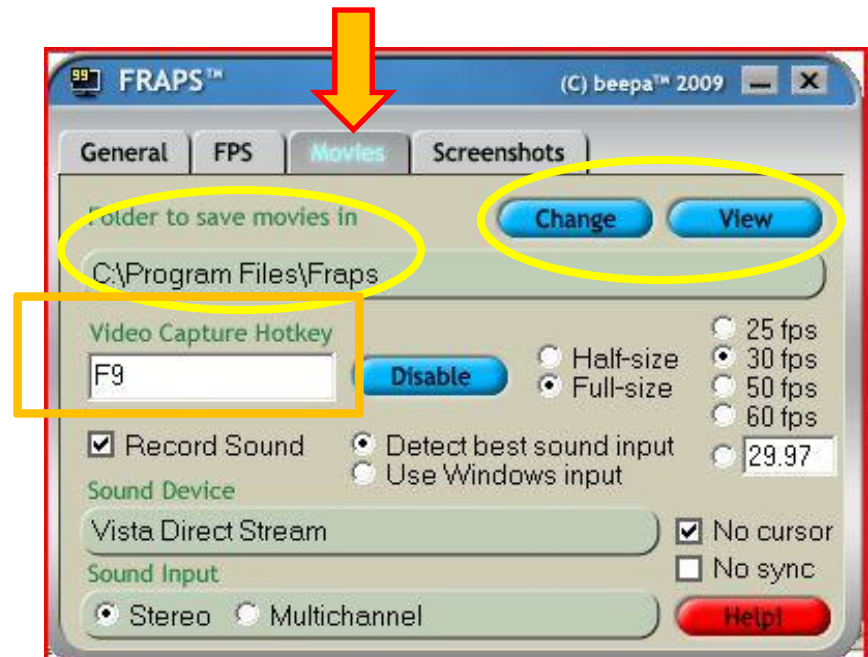 99 FRAPS™ (C) beepa™ 2009
General FPS Movies Screenshots
Folder to save movies in Change View
C:\Program Files\Fraps
Video Capture Hotkey
F9 Disable
Half-size
Full-size
25 fps
30 fps
50 fps
60 fps
29.97
Record Sound
Detect best sound input
Use Windows input
Sound Device
Vista Direct Stream
No cursor
No sync
Sound Input
Stereo Multichannel
Help!